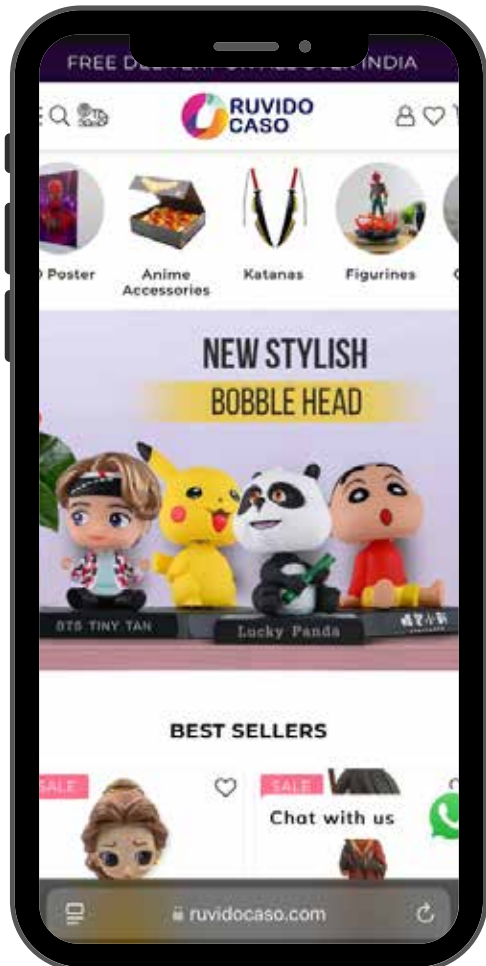 FREE DELIVERY OR ALL OVER INDIA
RUVIDO
CASO
Poster
Anime
Accessories
Katanas
Figurines
NEW STYLISH
BOBBLE HEAD
BTS TINY TAN
Lucky Panda
BEST SELLERS
SALE
SALE
Chat with us
ruvidocaso.com